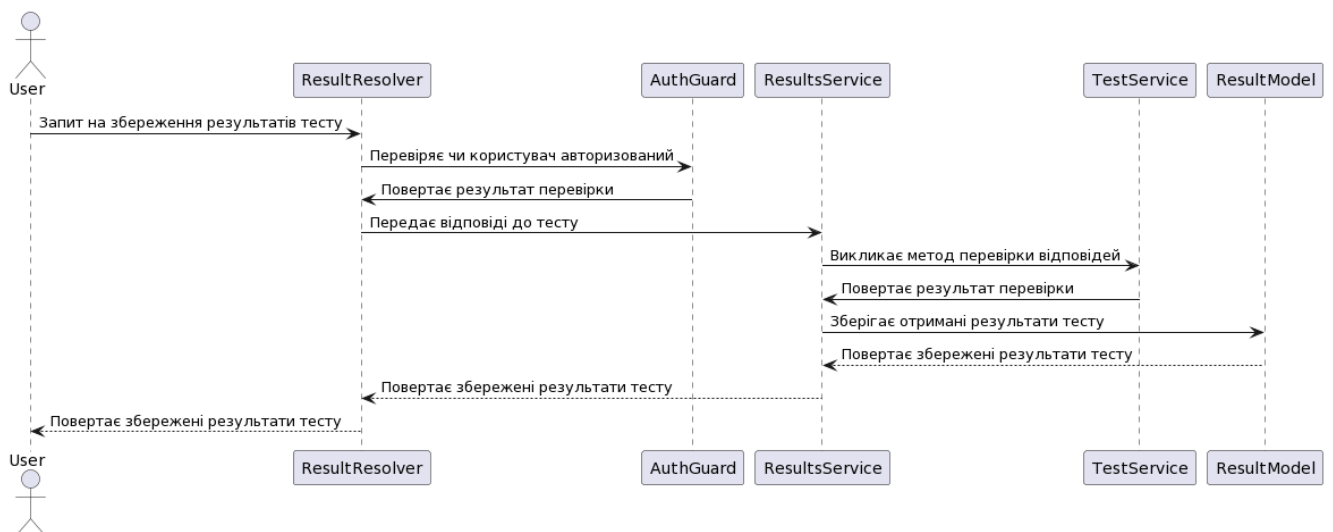 User
ResultResolver
AuthGuard
ResultsService
TestService
ResultModel
Запит на збереження результатів тесту
Перевіряє чи користувач авторизований
Повертає результат перевірки
Передає відповіді до тесту
Викликає метод перевірки відповідей
Повертає результат перевірки
Зберігає отримані результати тесту
Повертає збережені результати тесту
Повертає збережені результати тесту
Повертає збережені результати тесту
User
ResultResolver
AuthGuard
ResultsService
TestService
ResultModel